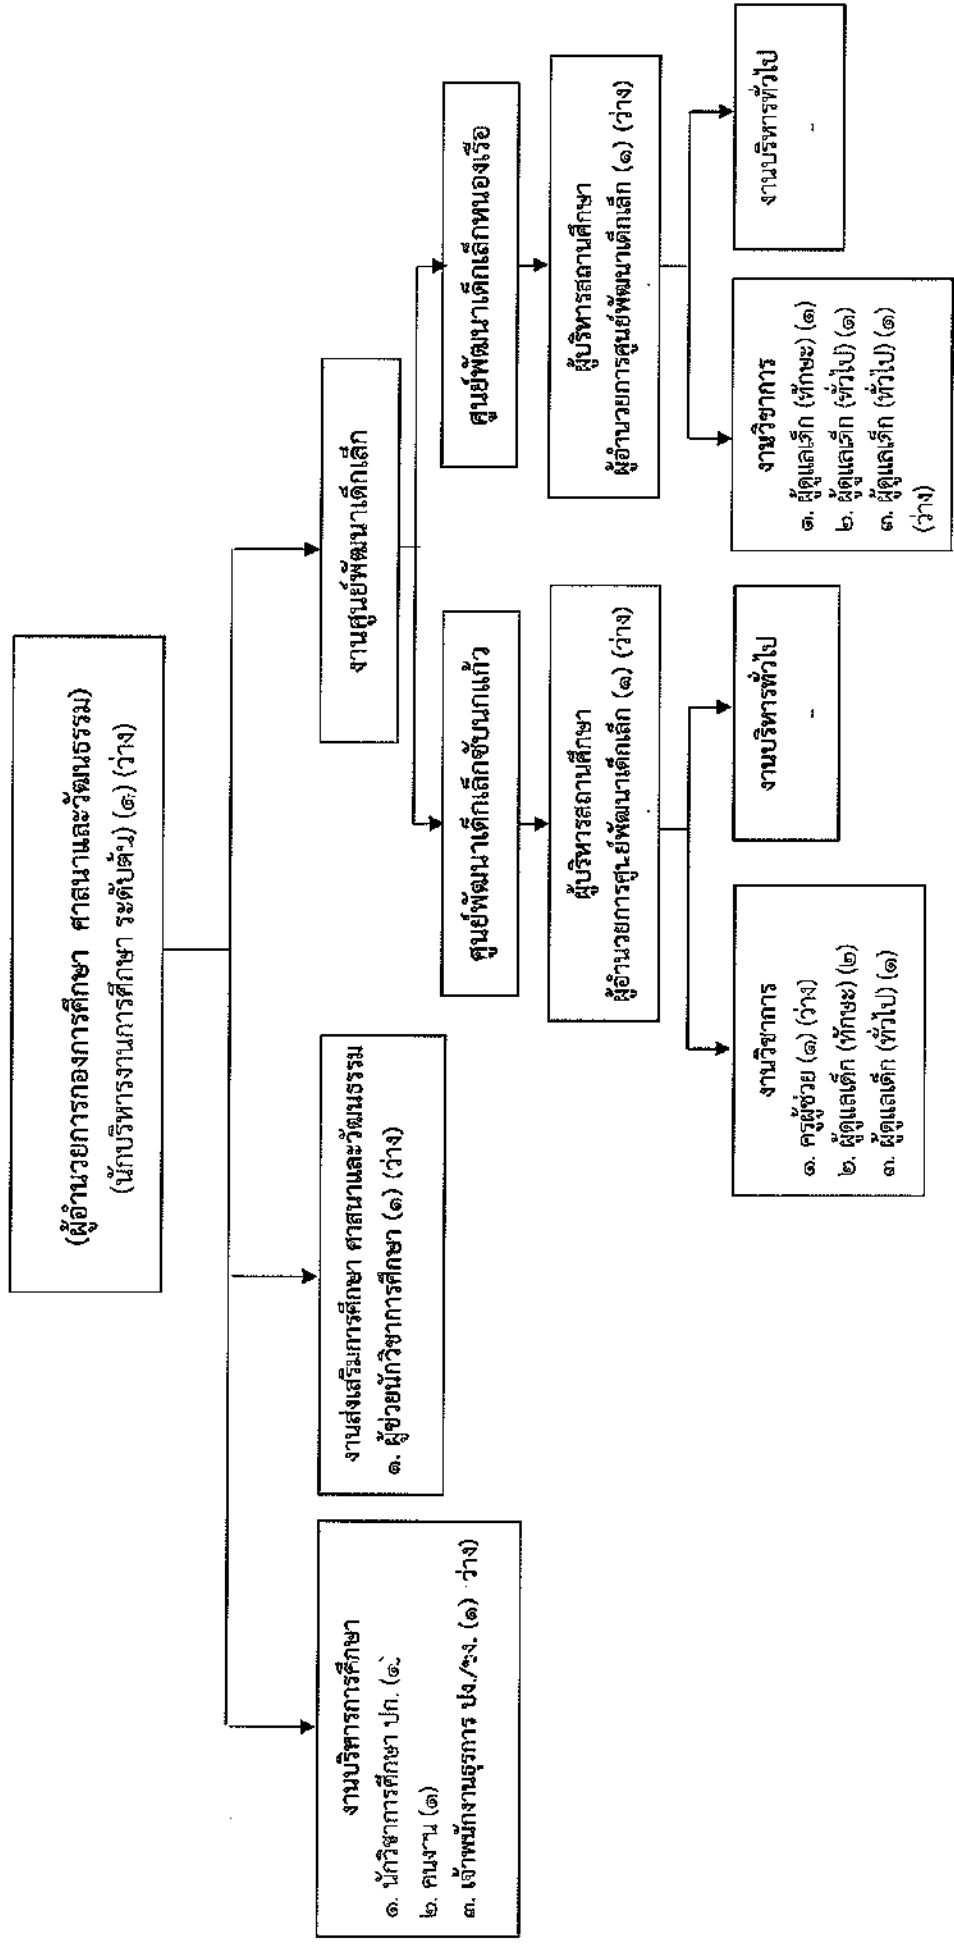 (ผู้อำนวยการกองการศึกษา ศาสนาและวัฒนธรรม)
(นักบริหารงานการศึกษา ระดับต้น) (๑) (ว่าง)
งานบริหารการศึกษา
๑. นักวิชาการศึกษา ปก. (๑)
๒. คนงาน (๑)
๓. เจ้าพนักงานธุรการ ปง./ชง. (๑) ว่าง)
งานส่งเสริมการศึกษา ศาสนาและวัฒนธรรม
๑. ผู้ช่วยนักวิชาการศึกษา (๑) (ว่าง)
งานศูนย์พัฒนาเด็กเล็ก
ศูนย์พัฒนาเด็กเล็กซับนกแก้ว
ผู้บริหารสถานศึกษา
ผู้อำนวยการศูนย์พัฒนาเด็กเล็ก (๑) (ว่าง)
งานวิชาการ
๑. ครูผู้ช่วย (๑) (ว่าง)
๒. ผู้ดูแลเด็ก (ทักษะ) (๒)
๓. ผู้ดูแลเด็ก (ทั่วไป) (๑)
งานบริหารทั่วไป
-
ศูนย์พัฒนาเด็กเล็กหนองเรือ
ผู้บริหารสถานศึกษา
ผู้อำนวยการศูนย์พัฒนาเด็กเล็ก (๑) (ว่าง)
งานวิชาการ
๑. ผู้ดูแลเด็ก (ทักษะ) (๑)
๒. ผู้ดูแลเด็ก (ทั่วไป) (๑)
๓. ผู้ดูแลเด็ก (ทั่วไป) (๑)
(ว่าง)
งานบริหารทั่วไป
-